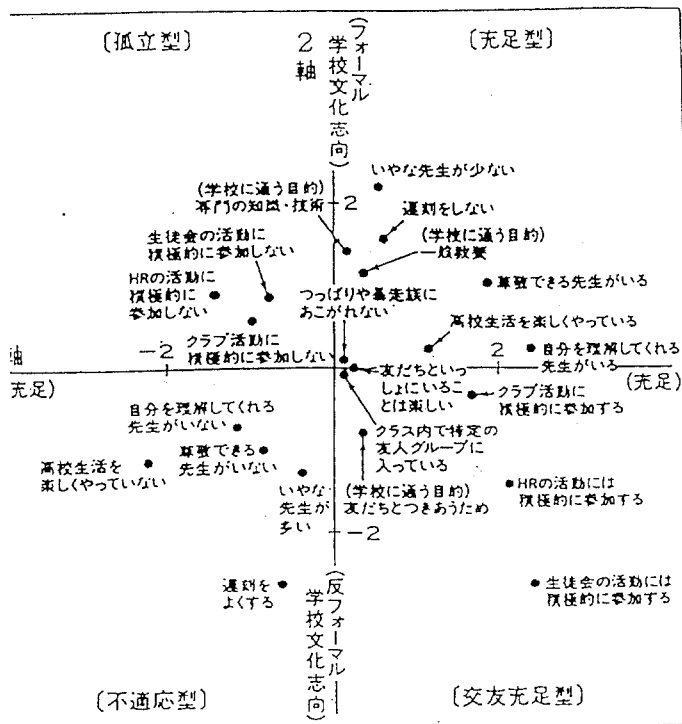 〔孤立型〕
2軸
(フォーマル
学校文化志向)
〔充足型〕
いやな先生が少ない
(学校に通う目的)
専門の知識・技術
2
遅刻をしない
(学校に通う目的)
一般教養
生徒会の活動に
積極的に参加しない
HRの活動に
積極的に
参加しない
つっぱりや暴走族に
あこがれない
尊敬できる先生がいる
クラブ活動に
積極的に参加しない
高校生活を楽しくやっている
軸
−2
2
自分を理解してくれる
先生がいる
充足)
(充足)
友だちといっ
しょにいるこ
とは楽しい
クラブ活動に
積極的に参加する
自分を理解してくれる
先生がいない
尊敬できる
先生がいない
クラス内で特定の
友人グループに
入っている
高校生活を
楽しくやっていない
いやな
先生が
多い
(学校に通う目的)
友だちとつきあうため
HRの活動には
積極的に参加する
−2
遅刻を
よくする
(反フォーマル
学校文化志向)
生徒会の活動には
積極的に参加する
〔不適応型〕
〔交友充足型〕